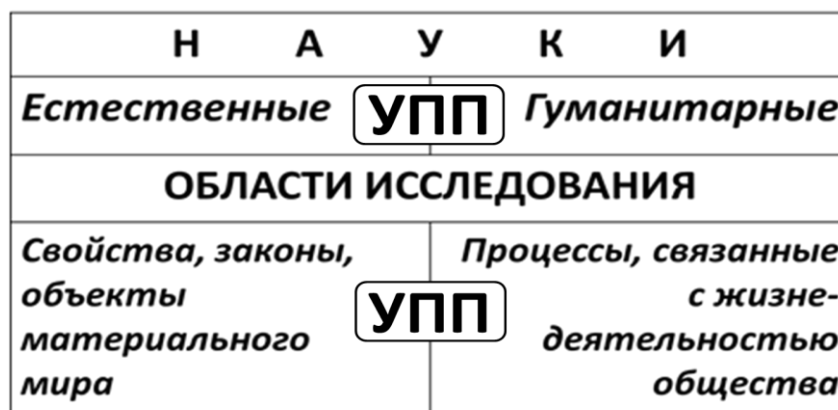 Н А У К И
Естественные УПП Гуманитарные
ОБЛАСТИ ИССЛЕДОВАНИЯ
Свойства, законы,
объекты
материального
мира
УПП
Процессы, связанные
с жизне-
деятельностью
общества